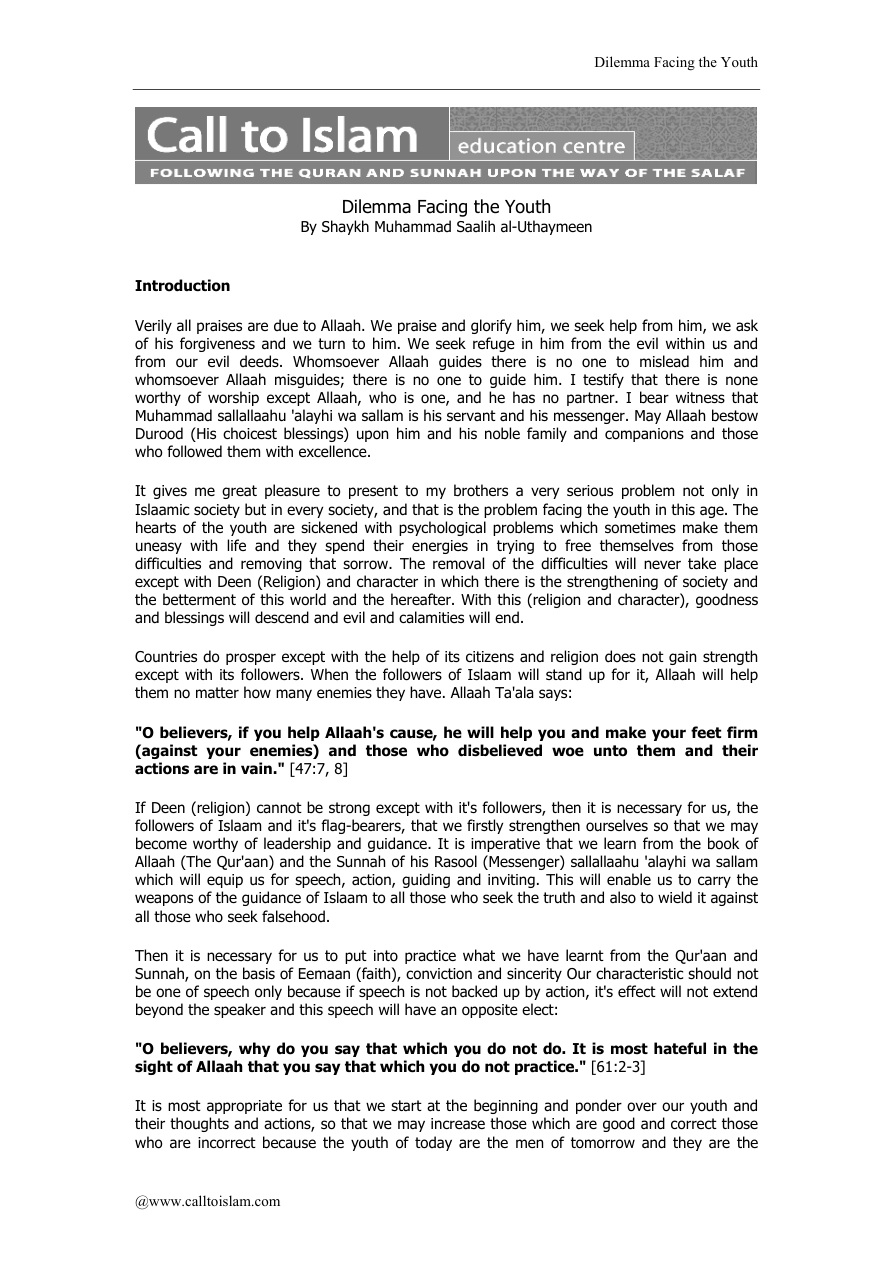 Dilemma Facing the Youth
Call to Islam
education centre
FOLLOWING THE QURAN AND SUNNAH UPON THE WAY OF THE SALAF
Dilemma Facing the Youth
By Shaykh Muhammad Saalih al-Uthaymeen
Introduction
Verily all praises are due to Allaah. We praise and glorify him, we seek help from him, we ask
of his forgiveness and we turn to him. We seek refuge in him from the evil within us and
from our evil deeds. Whomsoever Allaah guides there is no one to mislead him and
whomsoever Allaah misguides; there is no one to guide him. I testify that there is none
worthy of worship except Allaah, who is one, and he has no partner. I bear witness that
Muhammad sallallaahu 'alayhi wa sallam is his servant and his messenger. May Allaah bestow
Durood (His choicest blessings) upon him and his noble family and companions and those
who followed them with excellence.
It gives me great pleasure to present to my brothers a very serious problem not only in
Islaamic society but in every society, and that is the problem facing the youth in this age. The
hearts of the youth are sickened with psychological problems which sometimes make them
uneasy with life and they spend their energies in trying to free themselves from those
difficulties and removing that sorrow. The removal of the difficulties will never take place
except with Deen (Religion) and character in which there is the strengthening of society and
the betterment of this world and the hereafter. With this (religion and character), goodness
and blessings will descend and evil and calamities will end.
Countries do prosper except with the help of its citizens and religion does not gain strength
except with its followers. When the followers of Islaam will stand up for it, Allaah will help
them no matter how many enemies they have. Allaah Ta'ala says:
"O believers, if you help Allaah's cause, he will help you and make your feet firm
(against your enemies) and those who disbelieved woe unto them and their
actions are in vain." [47:7, 8]
If Deen (religion) cannot be strong except with it's followers, then it is necessary for us, the
followers of Islaam and it's flag-bearers, that we firstly strengthen ourselves so that we may
become worthy of leadership and guidance. It is imperative that we learn from the book of
Allaah (The Qur'aan) and the Sunnah of his Rasool (Messenger) sallallaahu 'alayhi wa sallam
which will equip us for speech, action, guiding and inviting. This will enable us to carry the
weapons of the guidance of Islaam to all those who seek the truth and also to wield it against
all those who seek falsehood.
Then it is necessary for us to put into practice what we have learnt from the Qur'aan and
Sunnah, on the basis of Eemaan (faith), conviction and sincerity Our characteristic should not
be one of speech only because if speech is not backed up by action, it's effect will not extend
beyond the speaker and this speech will have an opposite elect:
"O believers, why do you say that which you do not do. It is most hateful in the
sight of Allaah that you say that which you do not practice." [61:2-3]
It is most appropriate for us that we start at the beginning and ponder over our youth and
their thoughts and actions, so that we may increase those which are good and correct those
who are incorrect because the youth of today are the men of tomorrow and they are the
@www.calltoislam.com